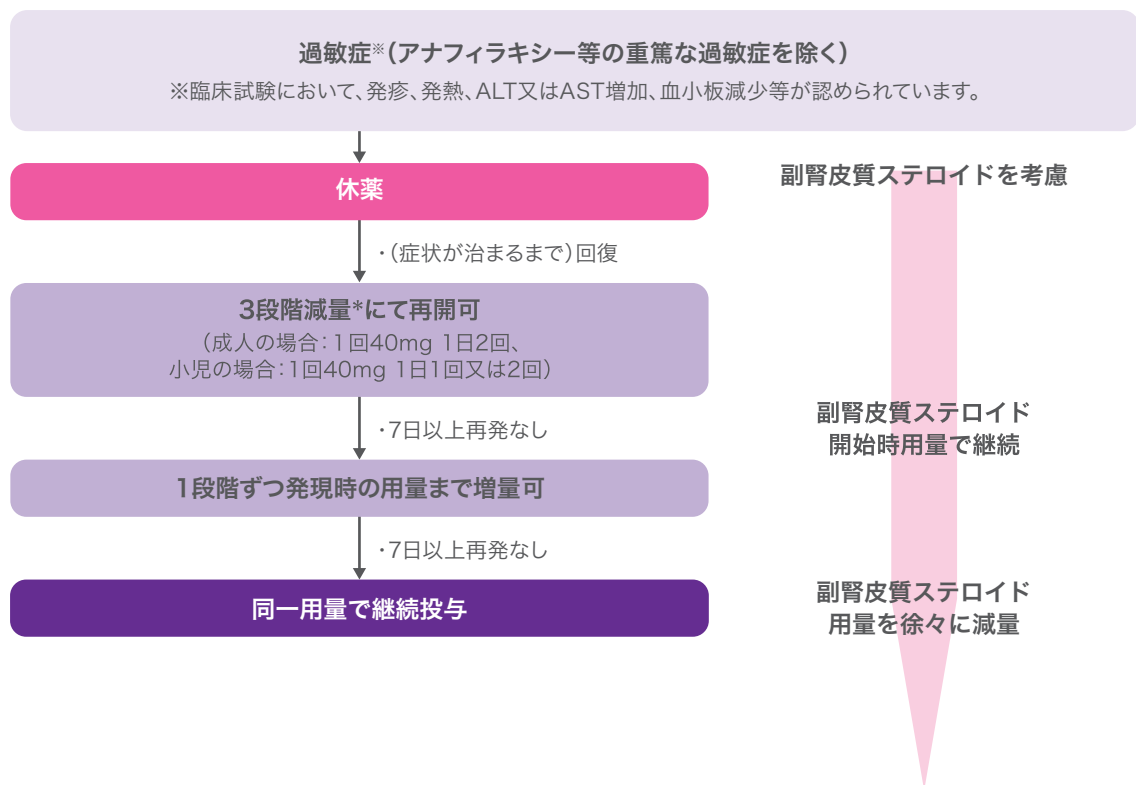 過敏症※（アナフィラキシー等の重篤な過敏症を除く）
※臨床試験において、発疹、発熱、ALT又はAST増加、血小板減少等が認められています。
休薬
副腎皮質ステロイドを考慮
・（症状が治まるまで）回復
3段階減量*にて再開可
（成人の場合：1回40mg 1日2回、
小児の場合：1回40mg 1日1回又は2回）
・7日以上再発なし
副腎皮質ステロイド
開始時用量で継続
1段階ずつ発現時の用量まで増量可
・7日以上再発なし
同一用量で継続投与
副腎皮質ステロイド
用量を徐々に減量